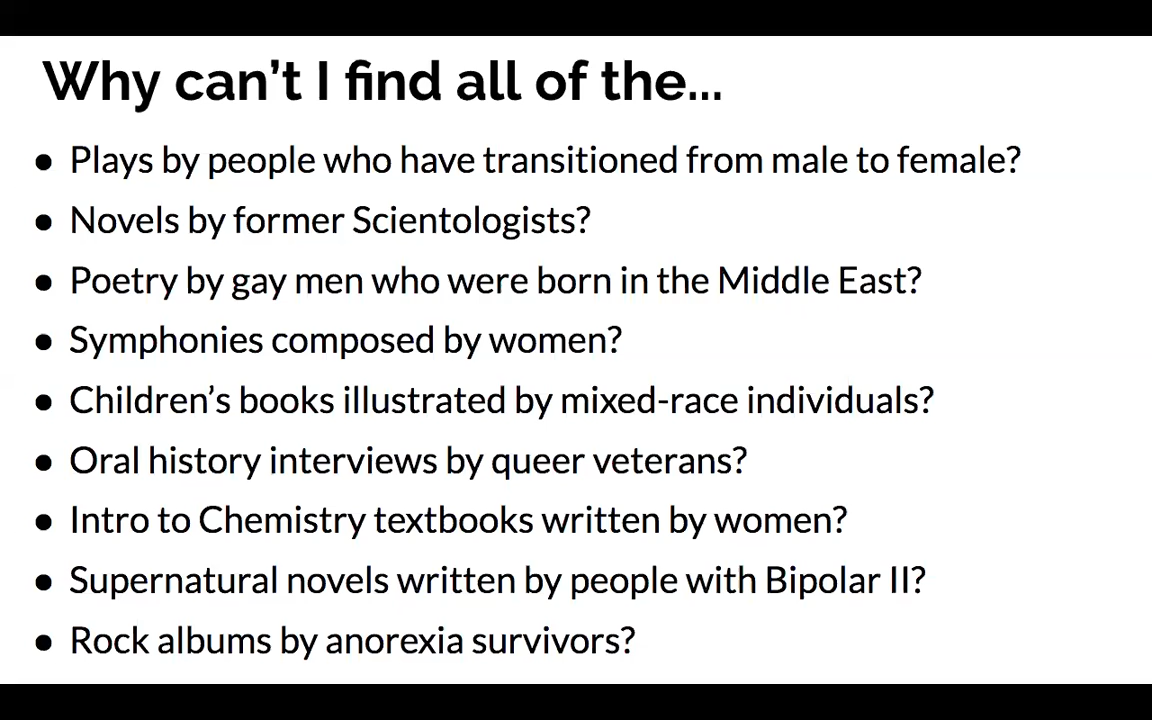 Why can’t I find all of the...
● Plays by people who have transitioned from male to female?
● Novels by former Scientologists?
● Poetry by gay men who were born in the Middle East?
● Symphonies composed by women?
● Children’s books illustrated by mixed-race individuals?
● Oral history interviews by queer veterans?
● Intro to Chemistry textbooks written by women?
● Supernatural novels written by people with Bipolar II?
● Rock albums by anorexia survivors?